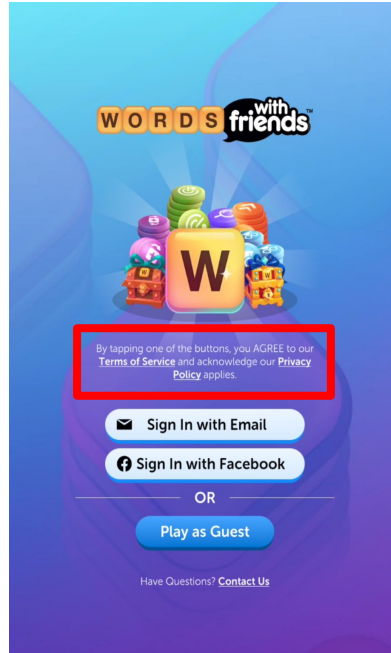 WORDS with friends™
W
By tapping one of the buttons, you AGREE to our
Terms of Service and acknowledge our Privacy
Policy applies.
Sign In with Email
Sign In with Facebook
OR
Play as Guest
Have Questions? Contact Us